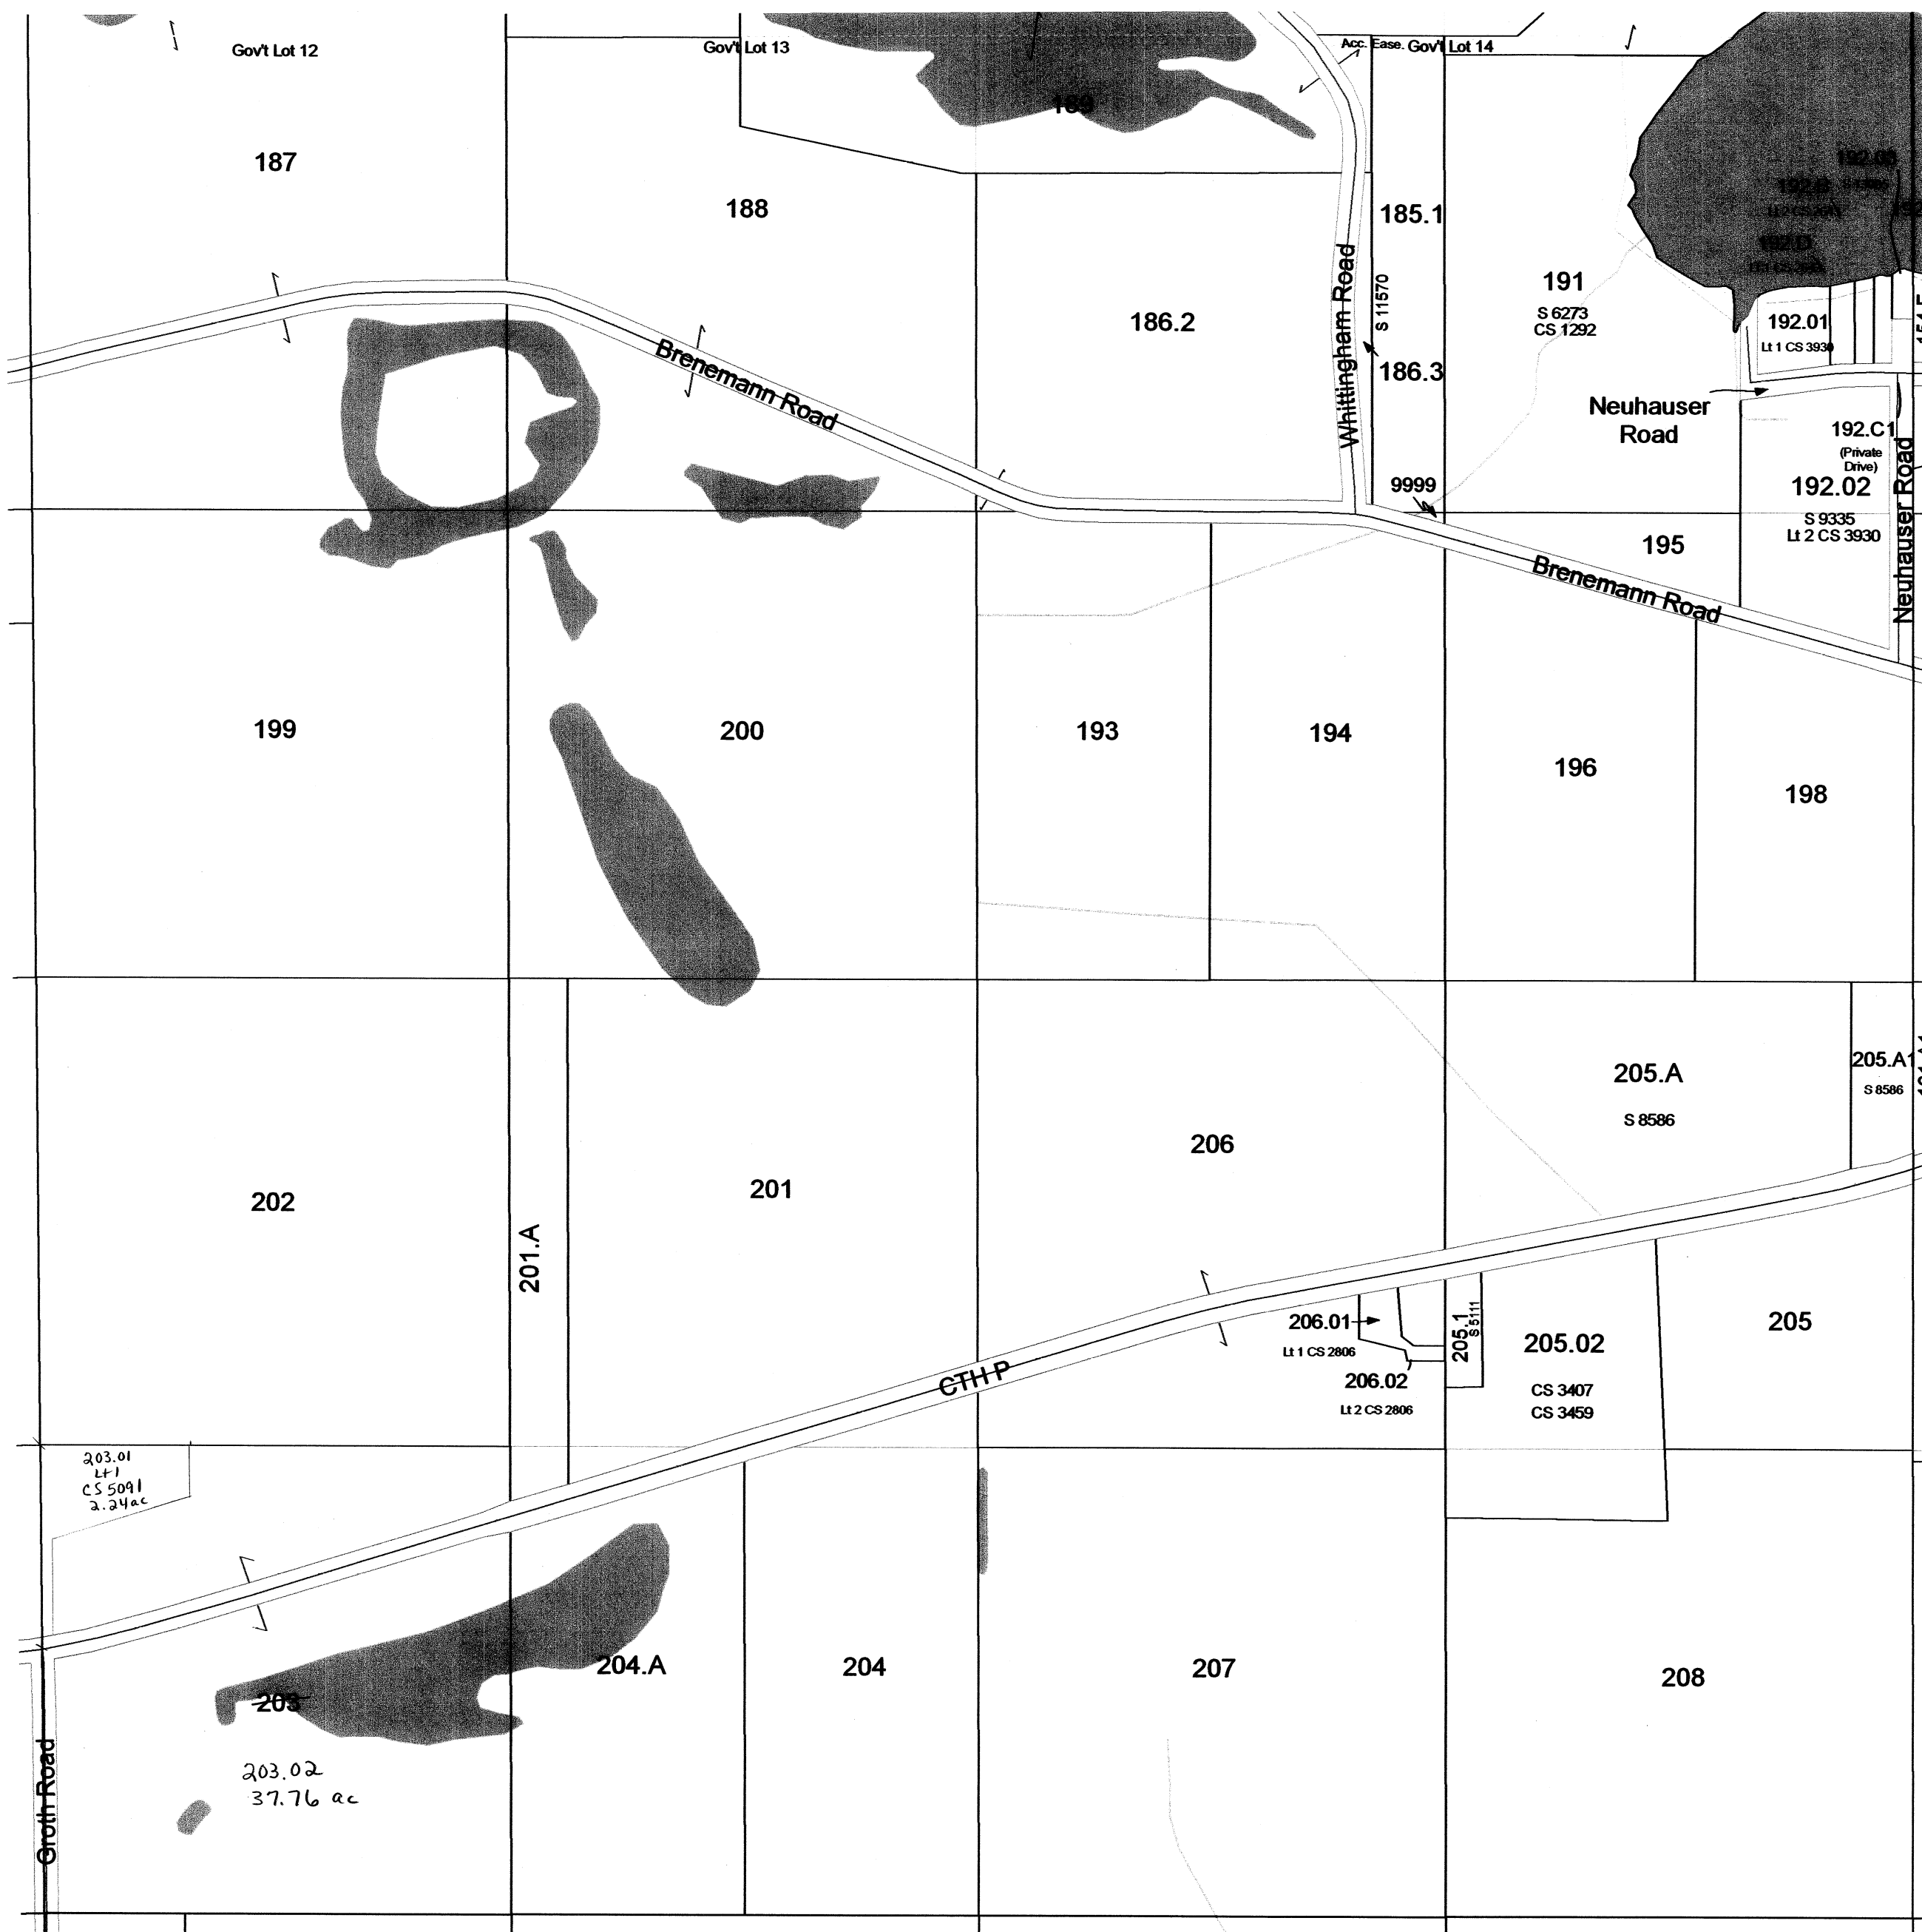 Gov't Lot 12
Gov't Lot 13
Acc. Ease. Gov't Lot 14
189
187
188
185.1
192.D
191
S 6273
CS 1292
S 11570
Whittingham Road
186.2
186.3
192.01
Lt 1 CS 3930
Brenemann Road
Neuhauser
Road
192.C1
(Private
Drive)
192.02
S 9335
Lt 2 CS 3930
Neuhauser Road
9999
195
Brenemann Road
199
200
193
194
196
198
205.A
S 8586
205.A1
S 8586
206
202
201
201.A
206.01
Lt 1 CS 2806
206.02
Lt 2 CS 2806
205.1
S 5111
205.02
CS 3407
CS 3459
205
CTH P
203.01
Lt 1
CS 5091
2.24 ac
203
204.A
204
207
208
203.02
37.76 ac
Groth Road